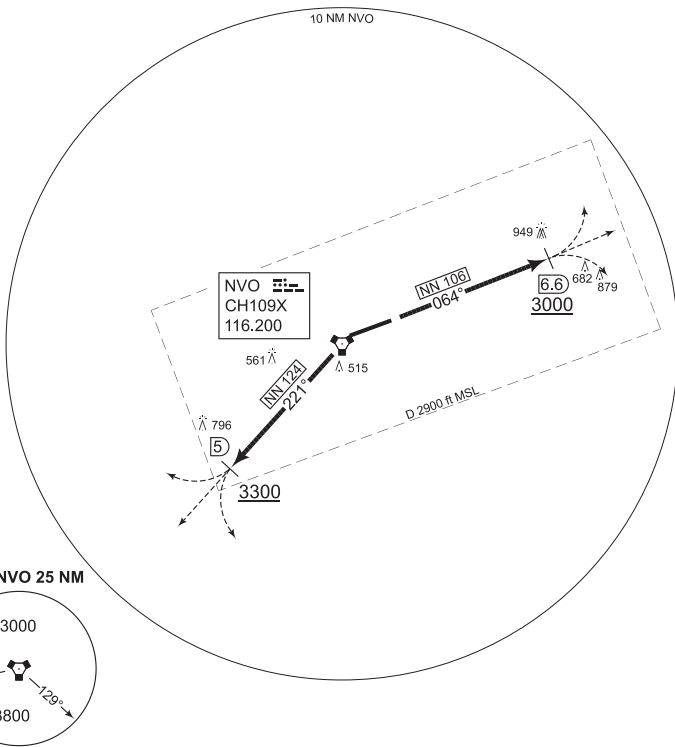 10 NM NVO
949
NN 106
064°
6.6
682
879
3000
NVO
CH109X
116.200
561
515
NN 124
221°
D 2900 ft MSL
796
5
3300
NVO 25 NM
3000
129°
3800